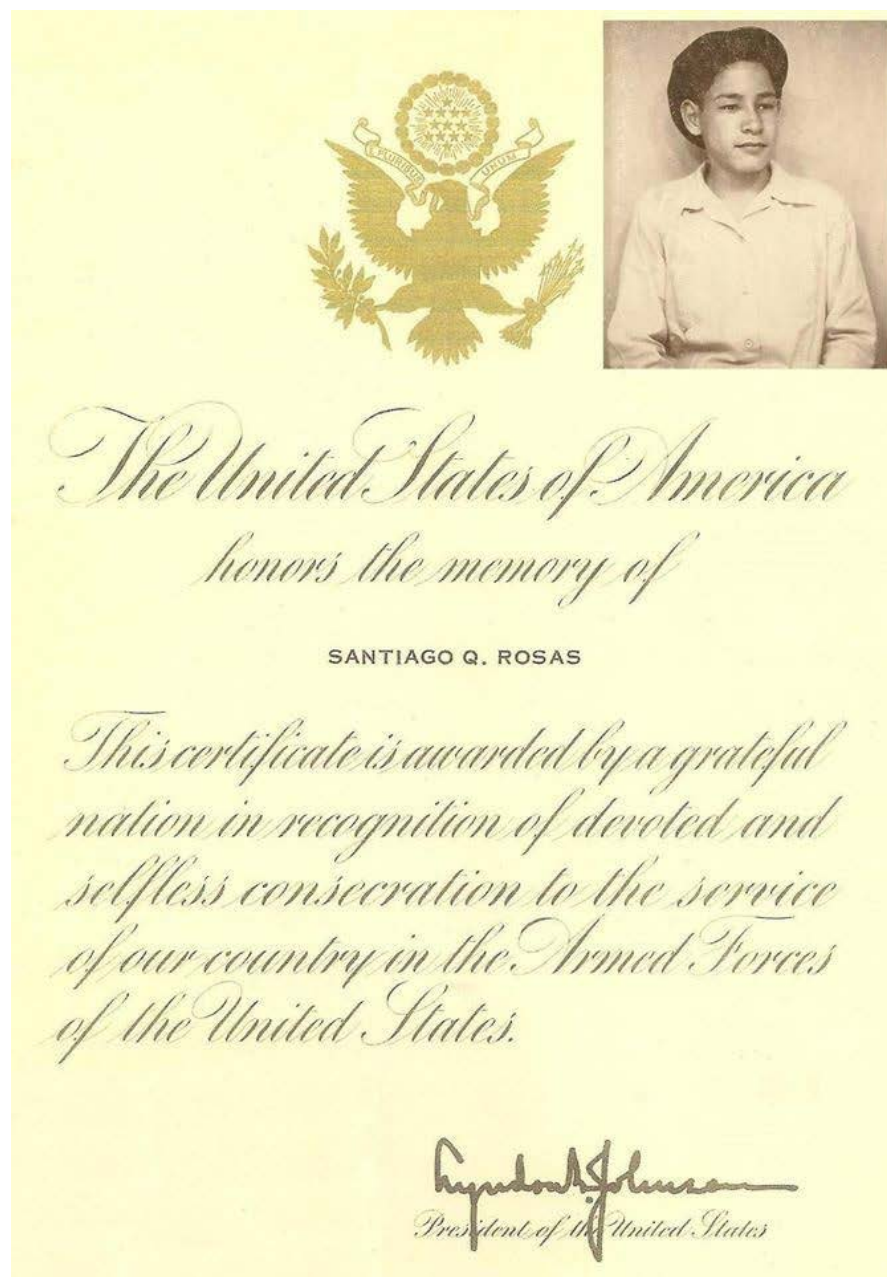 E PLURIBUS UNUM
The United States of America
honors the memory of
SANTIAGO Q. ROSAS
This certificate is awarded by a grateful
nation in recognition of devoted and
selfless consecration to the service
of our country in the Armed Forces
of the United States.
Lyndon B. Johnson
President of the United States